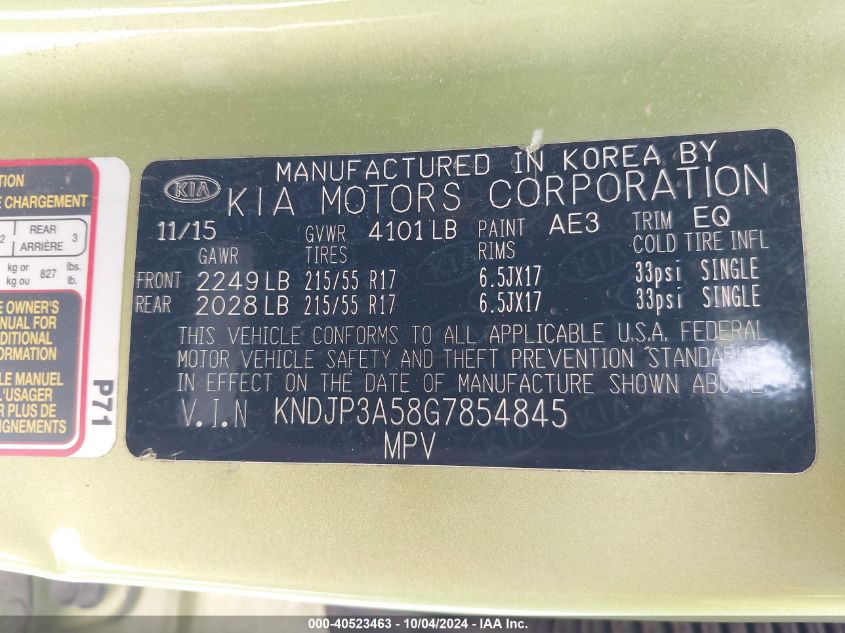 TION
E CHARGEMENT
2 REAR ARRIÈRE 3
kg or kg ou 827 lbs. lb.
E OWNER'S
ANUAL FOR
DITIONAL
ORMATION
LE MANUEL
L'USAGER
R PLUS DE
EIGNEMENTS
P71
KIA
MANUFACTURED IN KOREA BY
KIA MOTORS CORPORATION
11/15 GVWR 4101 LB PAINT AE3 TRIM EQ
GAWR TIRES RIMS COLD TIRE INFL
FRONT 2249 LB 215/55 R17 6.5JX17 33psi SINGLE
REAR 2028 LB 215/55 R17 6.5JX17 33psi SINGLE
THIS VEHICLE CONFORMS TO ALL APPLICABLE U.S.A. FEDERAL
MOTOR VEHICLE SAFETY AND THEFT PREVENTION STANDARDS
IN EFFECT ON THE DATE OF MANUFACTURE SHOWN ABOVE.
V.I.N KNDJP3A58G7854845
MPV
000-40523463 - 10/04/2024 - IAA Inc.